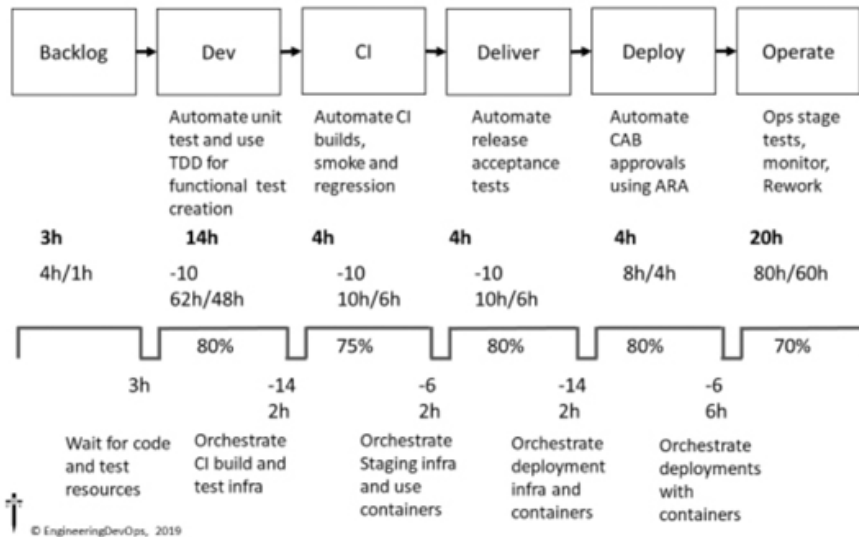 Backlog
Dev
CI
Deliver
Deploy
Operate
Automate unit
test and use
TDD for
functional test
creation
Automate CI
builds,
smoke and
regression
Automate
release
acceptance
tests
Automate
CAB
approvals
using ARA
Ops stage
tests,
monitor,
Rework
3h
14h
4h
4h
4h
20h
4h/1h
-10
62h/48h
-10
10h/6h
-10
10h/6h
8h/4h
80h/60h
80%
75%
80%
80%
70%
3h
-14
2h
-6
2h
-14
2h
-6
6h
Wait for code
and test
resources
Orchestrate
CI build and
test infra
Orchestrate
Staging infra
and use
containers
Orchestrate
deployment
infra and
containers
Orchestrate
deployments
with
containers
© EngineeringDevOps, 2019